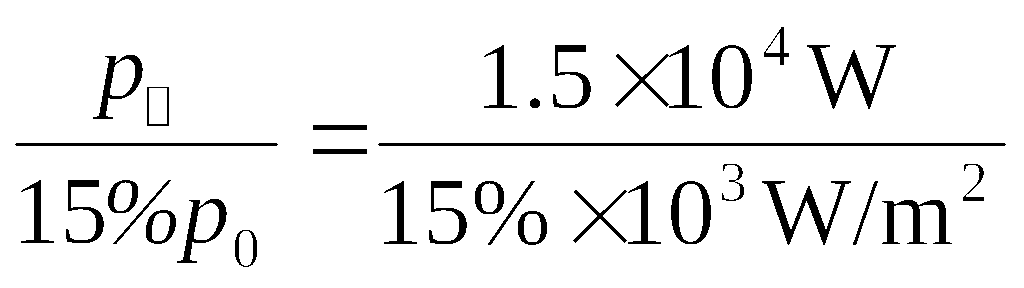 p▯/15%p₀ = 1.5×10⁴ W/15%×10³ W/m²